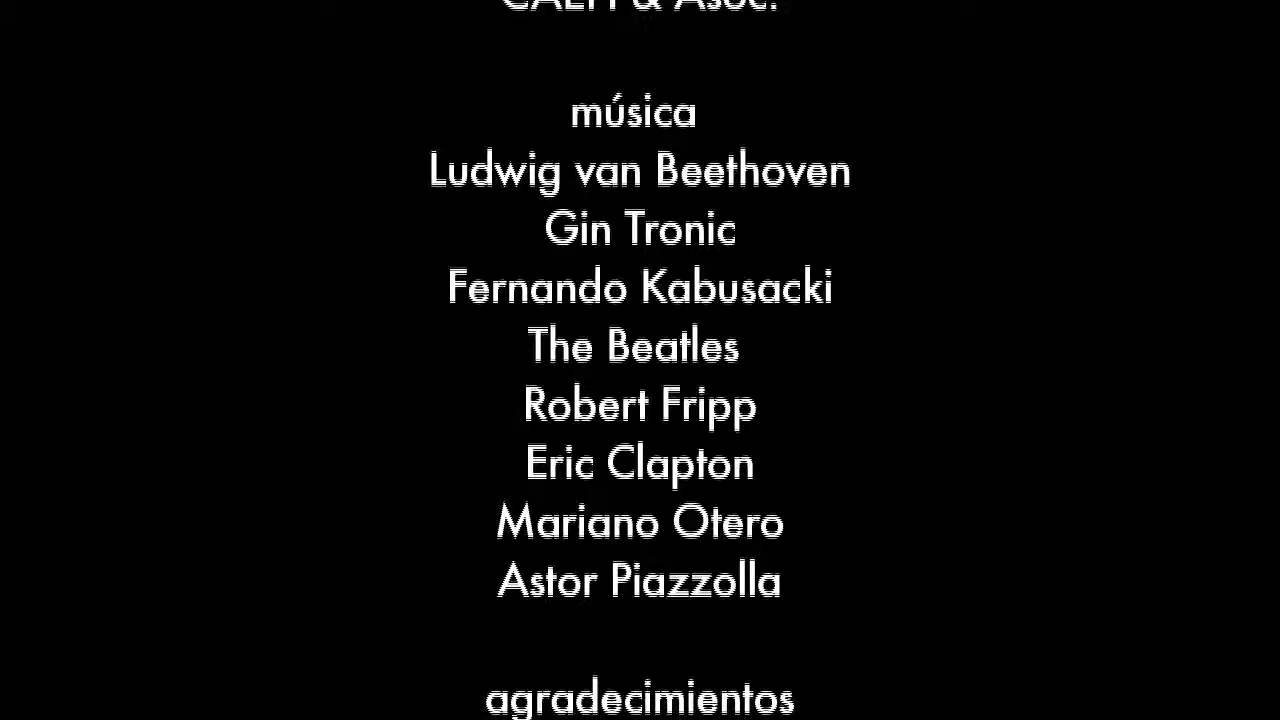 & Asoc.
música
Ludwig van Beethoven
Gin Tronic
Fernando Kabusacki
The Beatles
Robert Fripp
Eric Clapton
Mariano Otero
Astor Piazzolla
agradecimientos